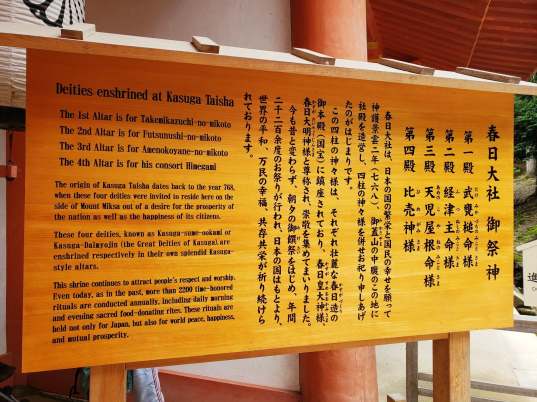 Deities enshrined at Kasuga Taisha
The 1st Altar is for Takemikazuchi-no-mikoto
The 2nd Altar is for Futsunushi-no-mikoto
The 3rd Altar is for Amenokoyane-no-mikoto
The 4th Altar is for his consort Himegami
The origin of Kasuga Taisha dates back to the year 768,
when these four deities were invited to reside here on the
side of Mount Mikasa out of a desire for the prosperity of
the nation as well as the happiness of its citizens.
These four deities, known as Kasuga-sume-ookami or
Kasuga-Daimyojin (the Great Deities of Kasuga) are
enshrined respectively in their own splendid Kasuga-
style altars.
This shrine continues to attract people's respect and worship.
Even today, as in the past, more than 2200 time-honored
rituals are conducted annually, including daily morning
and evening sacred food-donating rites. These rituals are
held not only for Japan, but also for world peace, happiness,
and mutual prosperity.
春日大社 御祭神
第一殿 武甕槌命様
第二殿 経津主命様
第三殿 天児屋根命様
第四殿 比売神様
春日大社は、日本の国の繁栄と国民の幸せを願って
神護景雲二年(七六八)御蓋山の中腹のこの地に
社殿を造営し、四柱の神々様を併せお祀り申しあげ
たのがはじまりです。
この四柱の神々様は、それぞれ壮麗な春日造の
御本殿(国宝)に鎮座されており、春日皇大神様、
春日大明神様と尊称され、崇敬を集めてまいりました。
今も昔と変わらず、朝夕の御饌祭をはじめ、年間
二千二百余度のお祭りが行われ、日本の国はもとより、
世界の平和、万民の幸福、共存共栄が祈り続けら
れております。